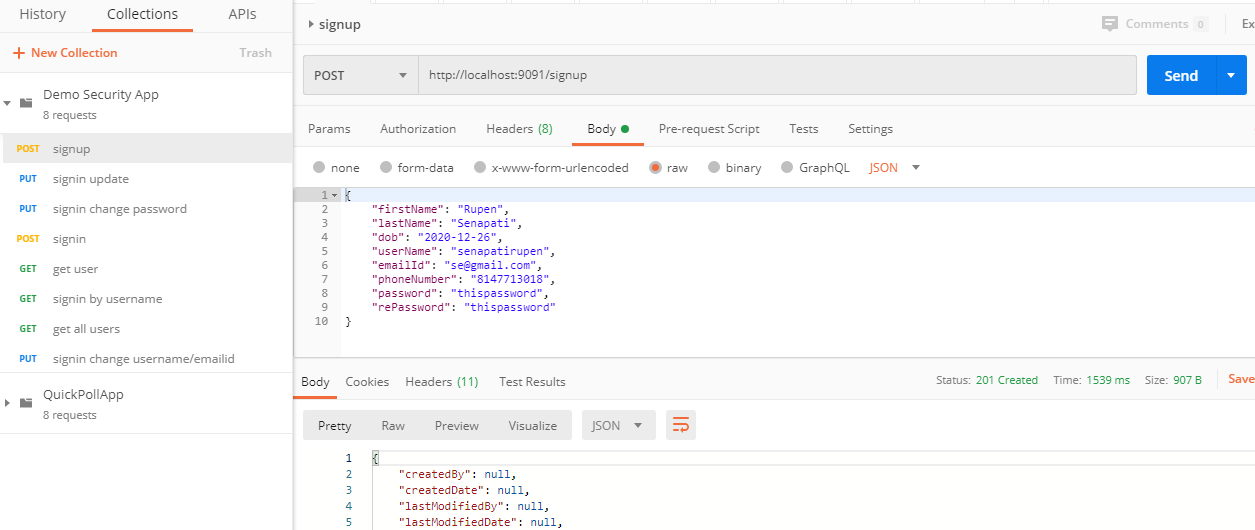 History Collections APIs
+ New Collection Trash
Demo Security App
8 requests
POST signup
PUT signin update
PUT signin change password
POST signin
GET get user
GET signin by username
GET get all users
PUT signin change username/emailid
QuickPollApp
8 requests
signup Comments 0 Ex
POST http://localhost:9091/signup Send
Params Authorization Headers (8) Body Pre-request Script Tests Settings
none form-data x-www-form-urlencoded raw binary GraphQL JSON
1 {
2 "firstName": "Rupen",
3 "lastName": "Senapati",
4 "dob": "2020-12-26",
5 "userName": "senapatirupen",
6 "emailId": "se@gmail.com",
7 "phoneNumber": "8147713018",
8 "password": "thispassword",
9 "rePassword": "thispassword"
10 }
Body Cookies Headers (11) Test Results Status: 201 Created Time: 1539 ms Size: 907 B Save
Pretty Raw Preview Visualize JSON
1 {
2 "createdBy": null,
3 "createdDate": null,
4 "lastModifiedBy": null,
5 "lastModifiedDate": null,